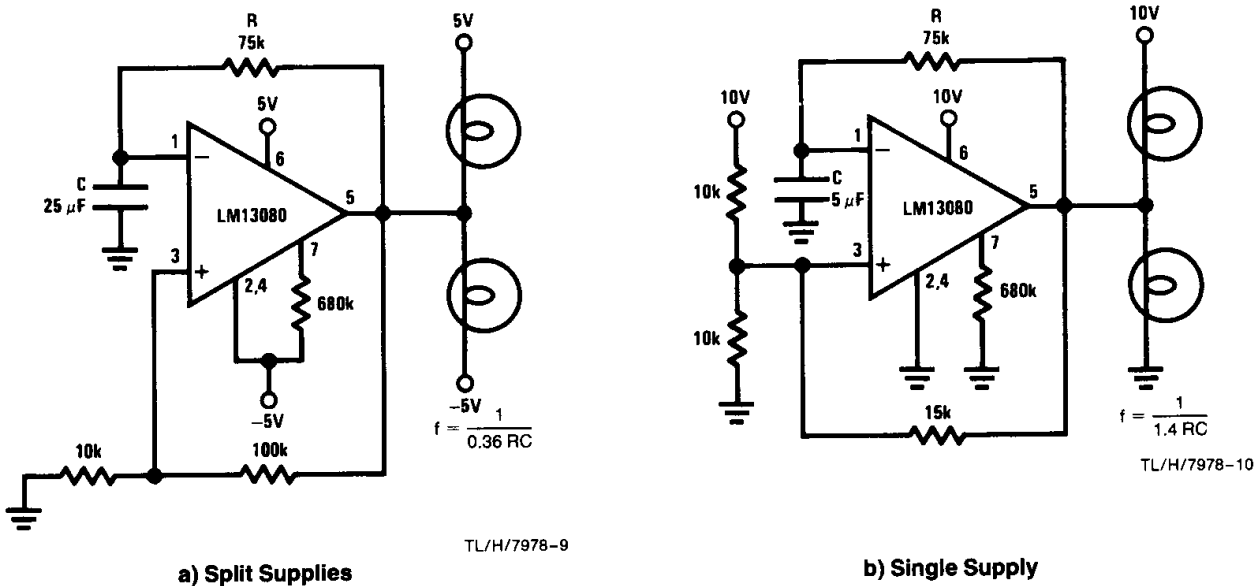 R
75k
5V
5V
1
−
6
C
25 µF
LM13080
5
3
+
2,4
7
680k
−5V
−5V
f = 1 / 0.36 RC
10k
100k
TL/H/7978–9
a) Split Supplies
R
75k
10V
10V
10V
1
−
6
10k
C
5 µF
LM13080
5
3
+
2,4
7
680k
10k
15k
f = 1 / 1.4 RC
TL/H/7978–10
b) Single Supply